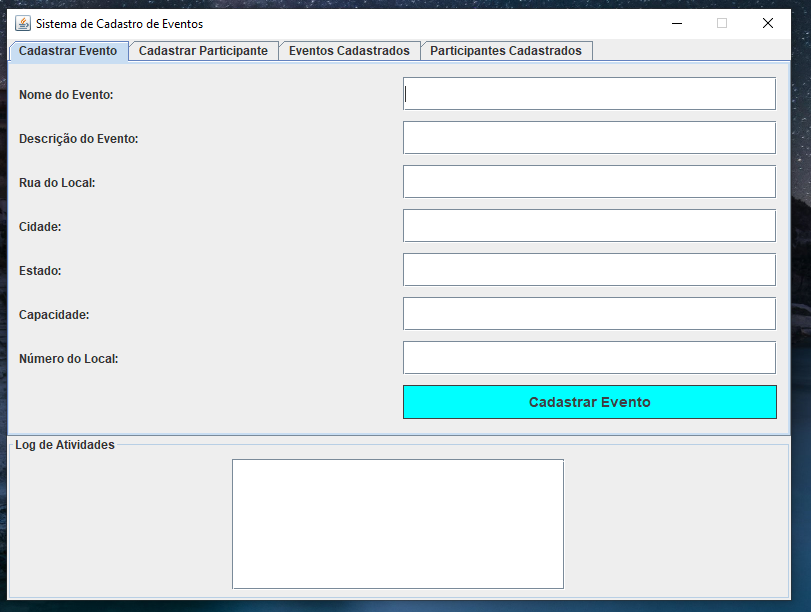 Sistema de Cadastro de Eventos
Cadastrar Evento
Cadastrar Participante
Eventos Cadastrados
Participantes Cadastrados
Nome do Evento:
Descrição do Evento:
Rua do Local:
Cidade:
Estado:
Capacidade:
Número do Local:
Cadastrar Evento
Log de Atividades